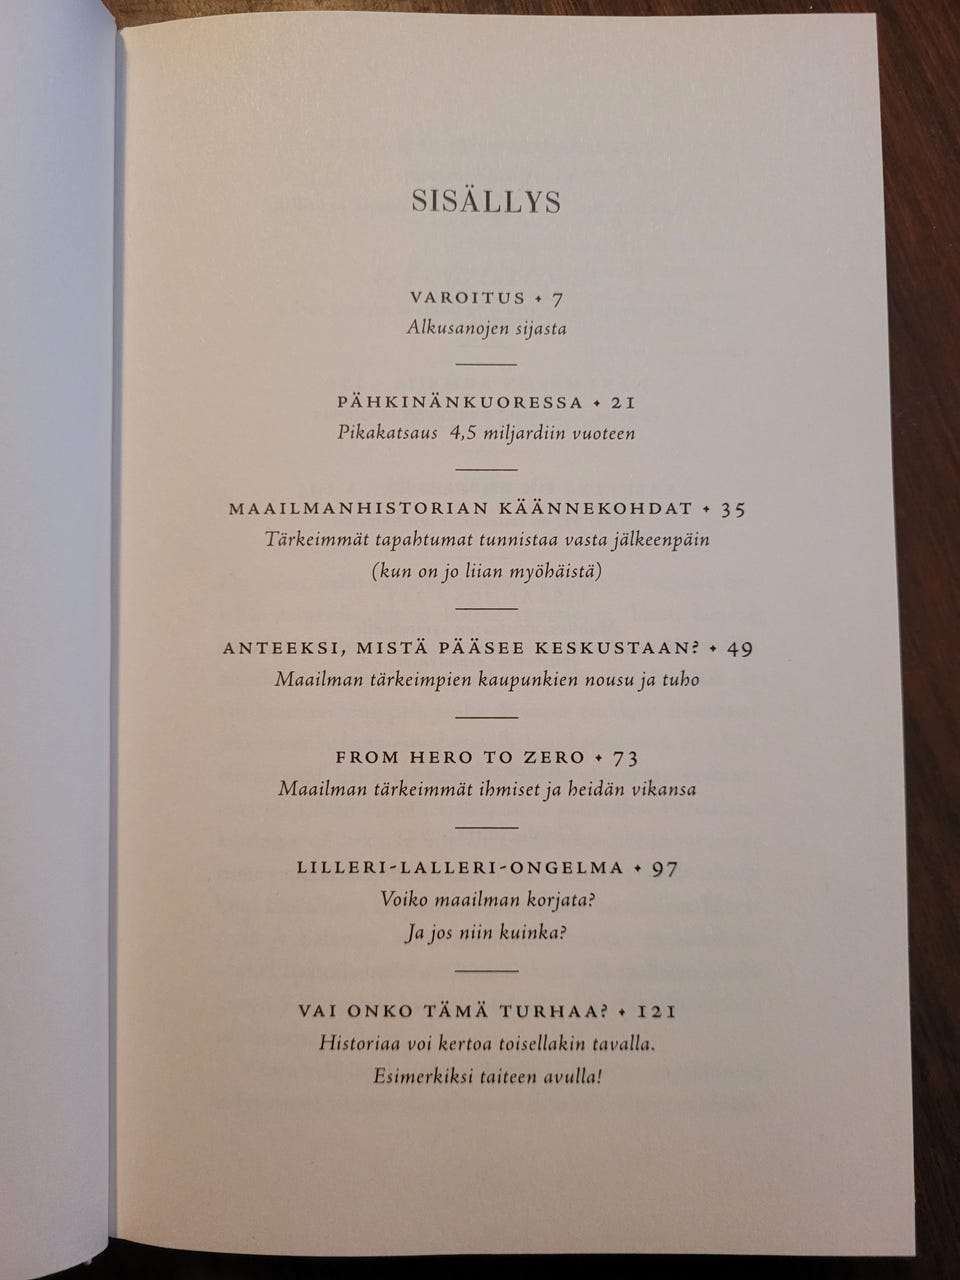 SISÄLLYS
VAROITUS ✦ 7
Alkusanojen sijasta
PÄHKINÄNKUORESSA ✦ 21
Pikakatsaus 4,5 miljardiin vuoteen
MAAILMANHISTORIAN KÄÄNNEKOHDAT ✦ 35
Tärkeimmät tapahtumat tunnistaa vasta jälkeenpäin
(kun on jo liian myöhäistä)
ANTEEKSI, MISTÄ PÄÄSEE KESKUSTAAN? ✦ 49
Maailman tärkeimpien kaupunkien nousu ja tuho
FROM HERO TO ZERO ✦ 73
Maailman tärkeimmät ihmiset ja heidän vikansa
LILLERI-LALLERI-ONGELMA ✦ 97
Voiko maailman korjata?
Ja jos niin kuinka?
VAI ONKO TÄMÄ TURHAA? ✦ 121
Historiaa voi kertoa toisellakin tavalla.
Esimerkiksi taiteen avulla!